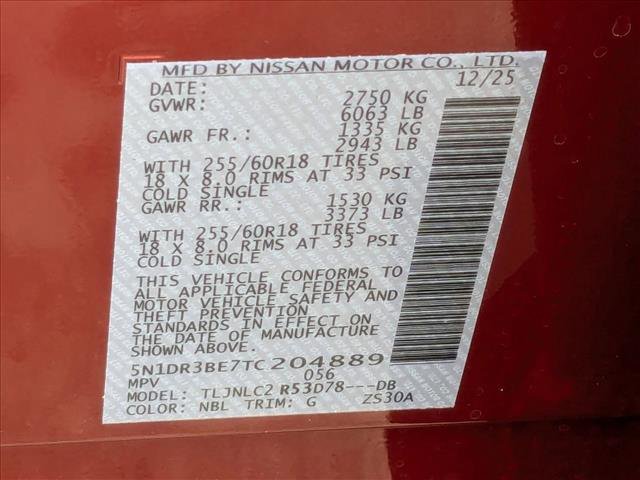 MFD BY NISSAN MOTOR CO., LTD.
DATE: 12/25
GVWR: 2750 KG
6063 LB
GAWR FR.: 1335 KG
2943 LB
WITH 255/60R18 TIRES
18 X 8.0 RIMS AT 33 PSI
COLD SINGLE
GAWR RR.: 1530 KG
3373 LB
WITH 255/60R18 TIRES
18 X 8.0 RIMS AT 33 PSI
COLD SINGLE
THIS VEHICLE CONFORMS TO
ALL APPLICABLE FEDERAL
MOTOR VEHICLE SAFETY AND
THEFT PREVENTION
STANDARDS IN EFFECT ON
THE DATE OF MANUFACTURE
SHOWN ABOVE.
5N1DR3BE7TC204889
MPV 056
MODEL: TLJNLC2 R53D78---DB
COLOR: NBL TRIM: G ZS30A